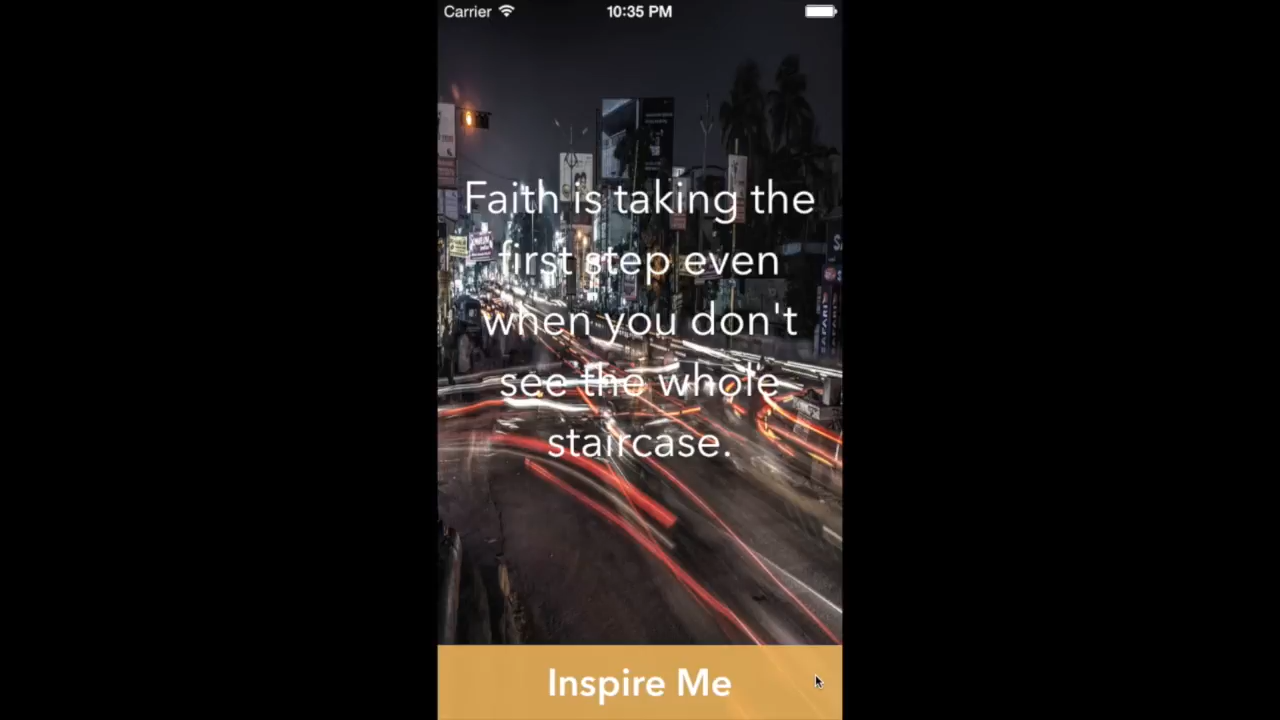 Carrier 10:35 PM
Faith is taking the
first step even
when you don't
see the whole
staircase.
Inspire Me